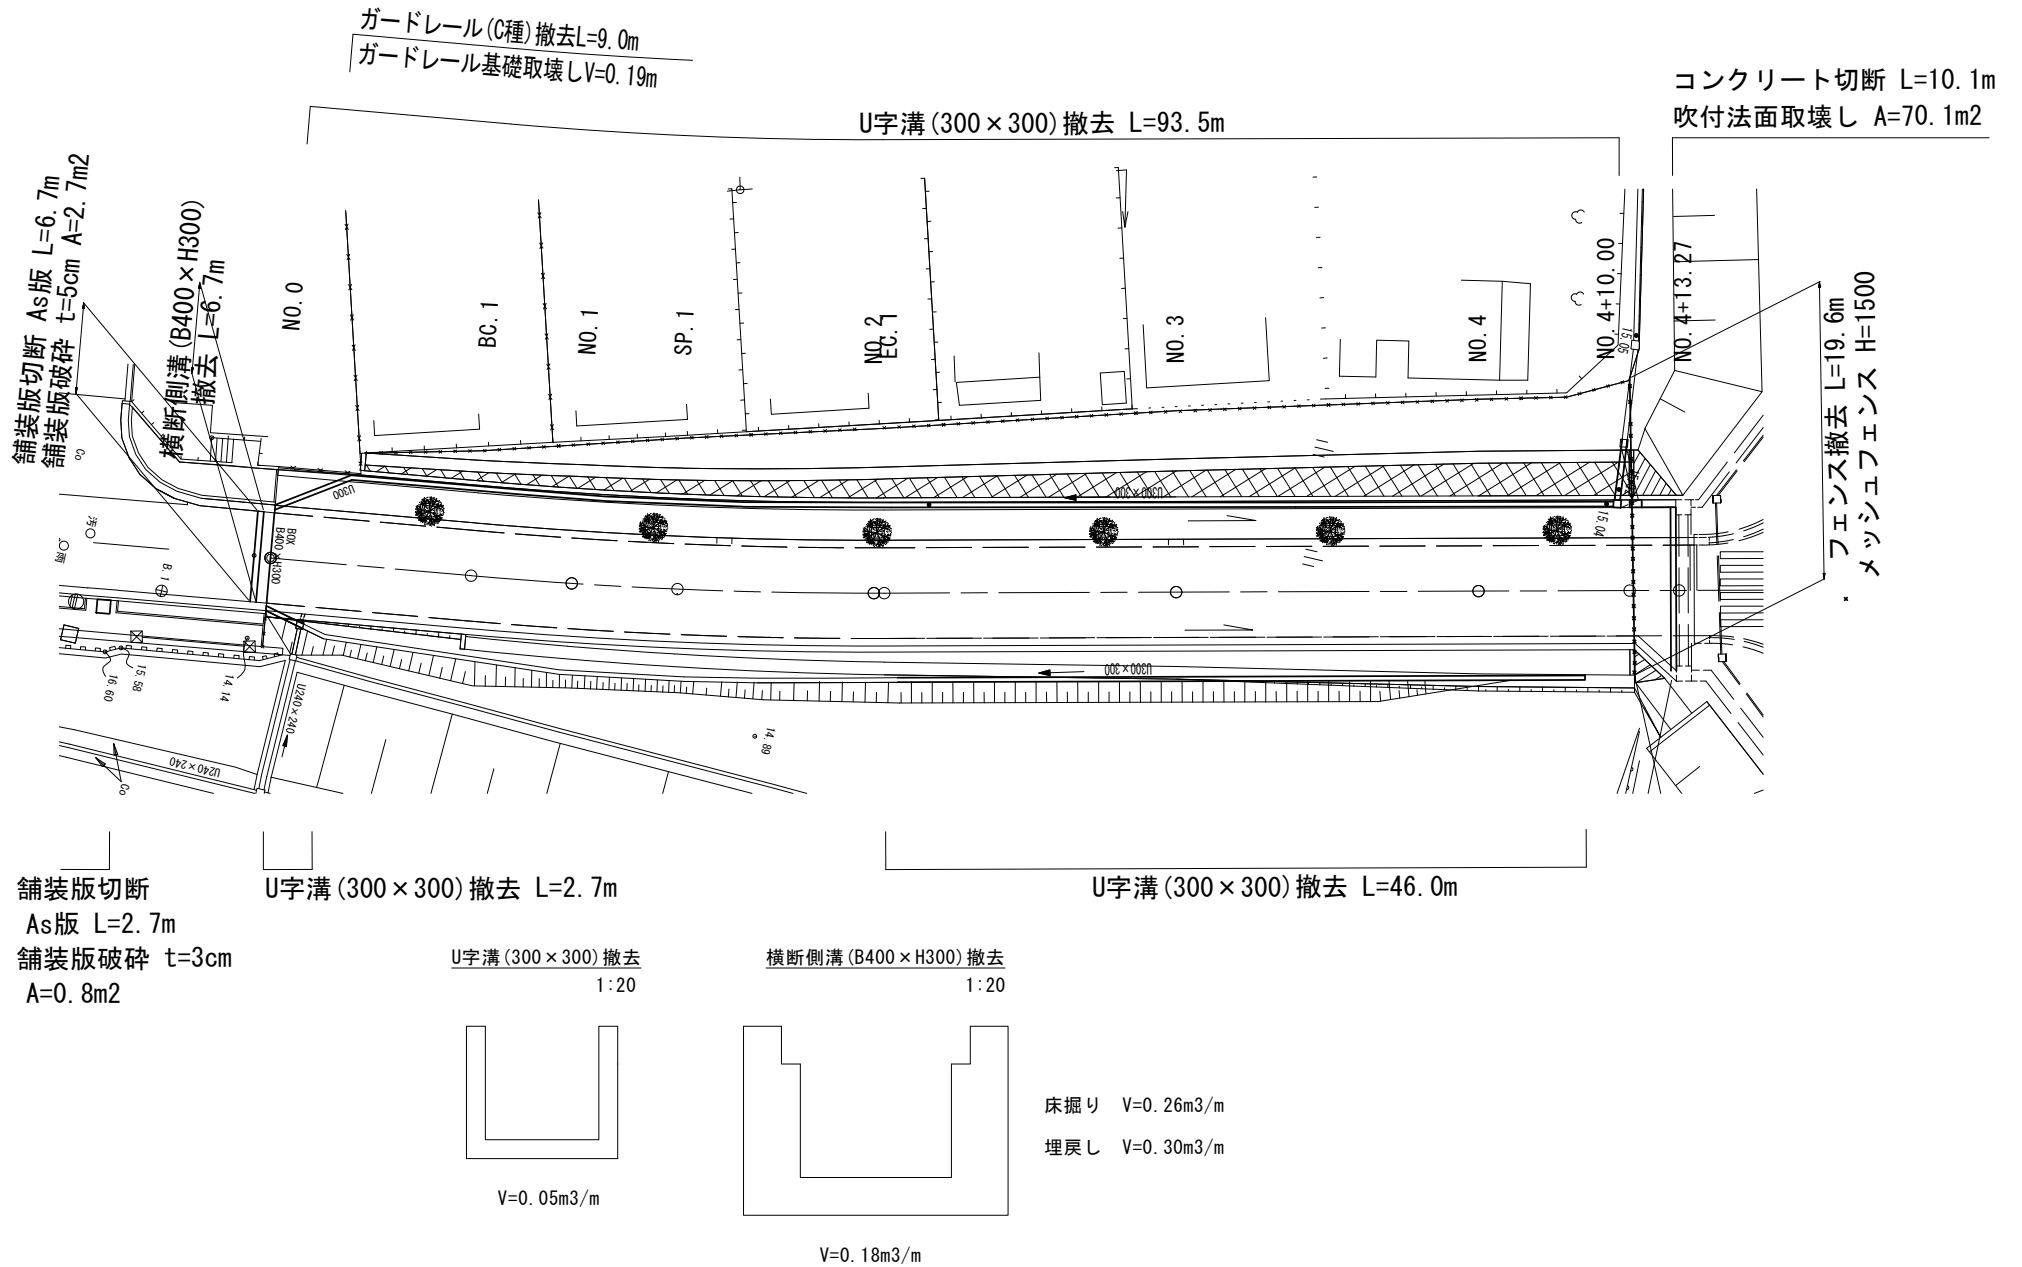 ガードレール(C種)撤去L=9.0m
ガードレール基礎取壊しV=0.19m
U字溝(300×300)撤去 L=93.5m
コンクリート切断 L=10.1m
吹付法面取壊し A=70.1m2
舗装版切断 As版 L=6.7m
舗装版破砕 t=5cm A=2.7m2
横断側溝(B400×H300)
撤去 L=6.7m
NO.0
BC.1
NO.1
SP.1
NO.2
EC.1
NO.3
NO.4
NO.4+10.00
NO.4+13.27
15.05
フェンス撤去 L=19.6m
メッシュフェンス H=1500
Co
U300
U300×300
15.04
汚
雨
B.1
BOX
B400×H300
U300×300
15.58
16.60
14.14
U240×240
14.89
U240×240
Co
舗装版切断
As版 L=2.7m
舗装版破砕 t=3cm
A=0.8m2
U字溝(300×300)撤去 L=2.7m
U字溝(300×300)撤去 L=46.0m
U字溝(300×300)撤去
1:20
横断側溝(B400×H300)撤去
1:20
床掘り V=0.26m3/m
埋戻し V=0.30m3/m
V=0.05m3/m
V=0.18m3/m